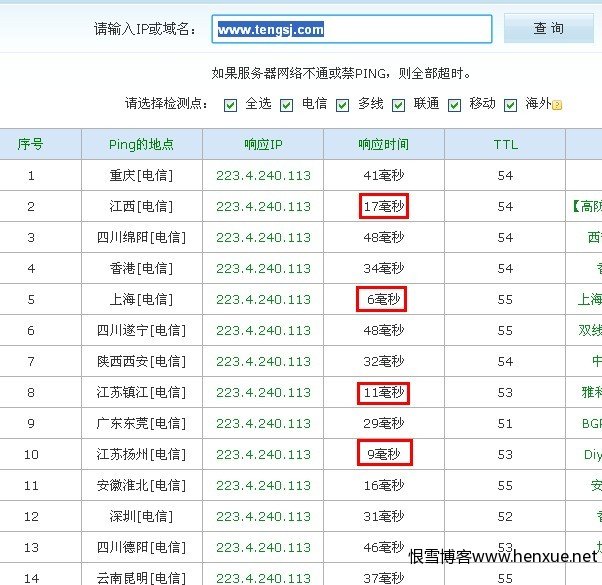 请输入IP或域名： www.tengsj.com 查 询
如果服务器网络不通或禁PING，则全部超时。
请选择检测点： 全选 电信 多线 联通 移动 海外
序号 Ping的地点 响应IP 响应时间 TTL
1 重庆[电信] 223.4.240.113 41毫秒 54
2 江西[电信] 223.4.240.113 17毫秒 54 【高防
3 四川绵阳[电信] 223.4.240.113 48毫秒 54 西
4 香港[电信] 223.4.240.113 34毫秒 54
5 上海[电信] 223.4.240.113 6毫秒 55 上海
6 四川遂宁[电信] 223.4.240.113 48毫秒 55 双线
7 陕西西安[电信] 223.4.240.113 32毫秒 54 中
8 江苏镇江[电信] 223.4.240.113 11毫秒 53 雅科
9 广东东莞[电信] 223.4.240.113 29毫秒 51 BGP
10 江苏扬州[电信] 223.4.240.113 9毫秒 53 Diy
11 安徽淮北[电信] 223.4.240.113 16毫秒 55 安
12 深圳[电信] 223.4.240.113 31毫秒 52
13 四川德阳[电信] 223.4.240.113 46毫秒 53
恨雪博客www.henxue.net
14 云南昆明[电信] 223.4.240.113 37毫秒 55